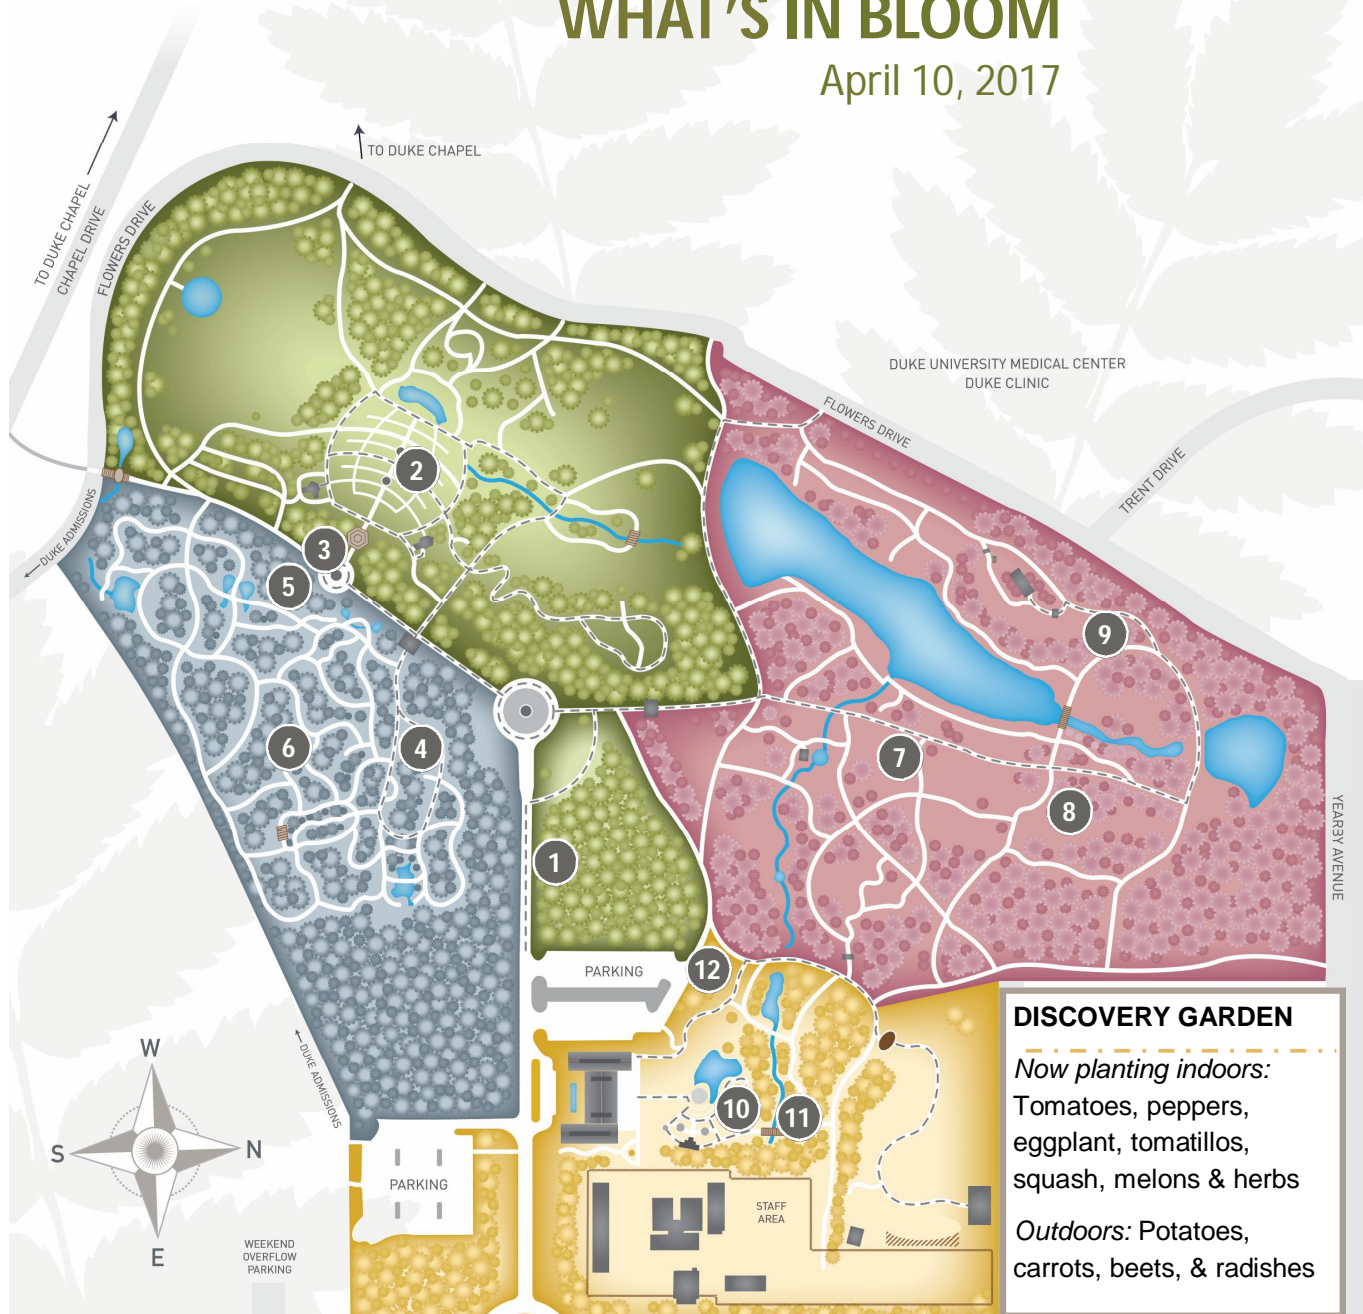 WHAT'S IN BLOOM
April 10, 2017
TO DUKE CHAPEL
TO DUKE CHAPEL
CHAPEL DRIVE
FLOWERS DRIVE
DUKE UNIVERSITY MEDICAL CENTER
DUKE CLINIC
FLOWERS DRIVE
TRENT DRIVE
2
DUKE ADMISSIONS
3
5
9
6
4
7
8
YEARBY AVENUE
1
12
PARKING
DISCOVERY GARDEN
Now planting indoors:
Tomatoes, peppers,
eggplant, tomatillos,
squash, melons & herbs
Outdoors: Potatoes,
carrots, beets, & radishes
DUKE ADMISSIONS
W
S
N
E
10
11
PARKING
STAFF
AREA
WEEKEND
OVERFLOW
PARKING